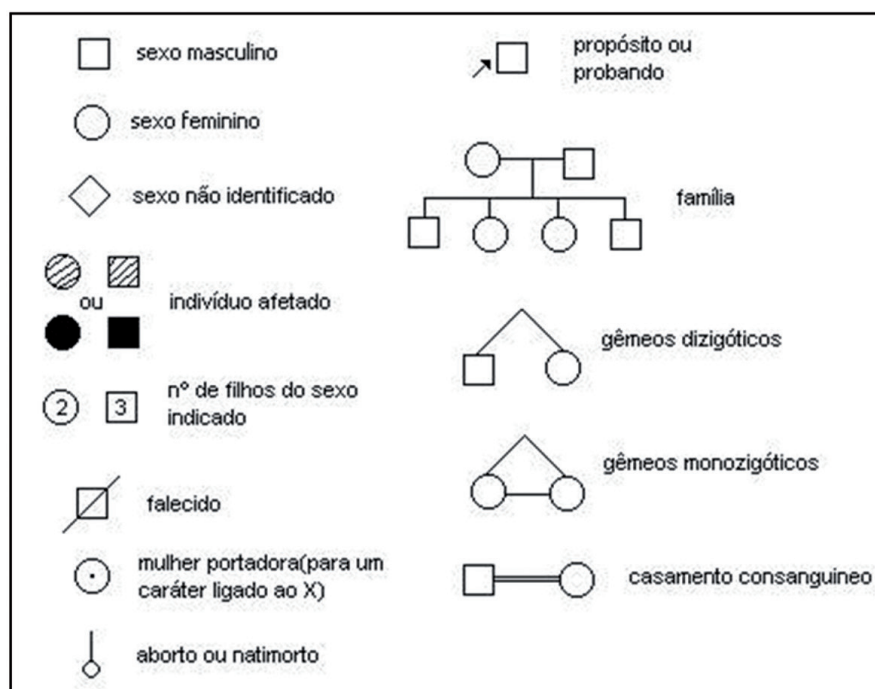 sexo masculino
sexo feminino
sexo não identificado
ou
indivíduo afetado
2
3
nº de filhos do sexo
indicado
falecido
mulher portadora(para um
caráter ligado ao X)
aborto ou natimorto
propósito ou
probando
família
gêmeos dizigóticos
gêmeos monozigóticos
casamento consanguineo